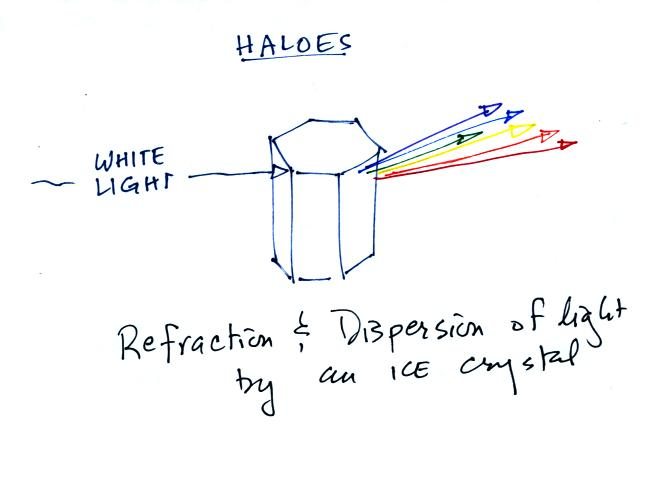 HALOES
WHITE
LIGHT
Refraction & Dispersion of light
by an ICE crystal